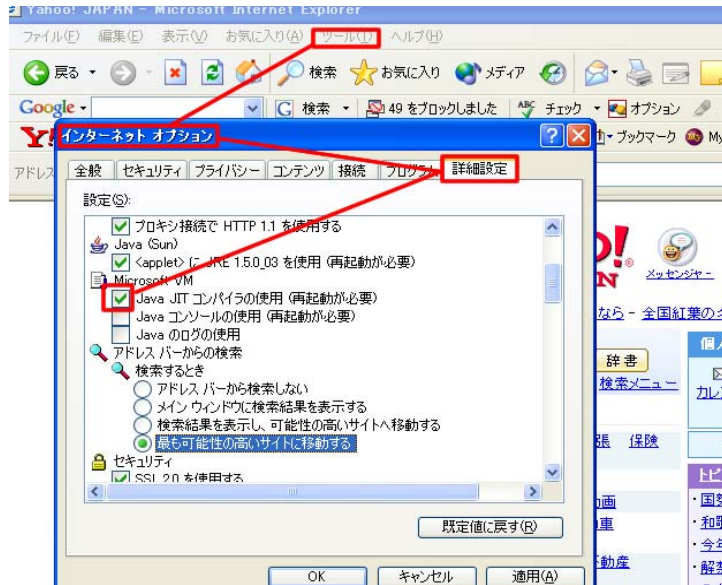 Yahoo! JAPAN - Microsoft Internet Explorer
ファイル(F) 編集(E) 表示(V) お気に入り(A) ツール(T) ヘルプ(H)
戻る 検索 お気に入り メディア
Google 検索 49 をブロックしました ABC チェック オプション
Y! ブックマーク My
インターネット オプション
アドレス
全般 セキュリティ プライバシー コンテンツ 接続 プログラム 詳細設定
設定(S):
プロキシ接続で HTTP 1.1 を使用する
Java (Sun)
<applet> に JRE 1.5.0_03 を使用 (再起動が必要)
Microsoft VM
Java JIT コンパイラの使用 (再起動が必要)
Java コンソールの使用 (再起動が必要)
Java のログの使用
アドレス バーからの検索
検索するとき
アドレス バーから検索しない
メイン ウィンドウに検索結果を表示する
検索結果を表示し、可能性の高いサイトへ移動する
最も可能性の高いサイトに移動する
セキュリティ
SSL 2.0 を使用する
既定値に戻す(R)
OK キャンセル 適用(A)
O!
N
メッセンジャー
なら - 全国紅葉の
辞書
検索メニュー
個人
カレ
保険
動産
トピ
・国
・和
・今
・解